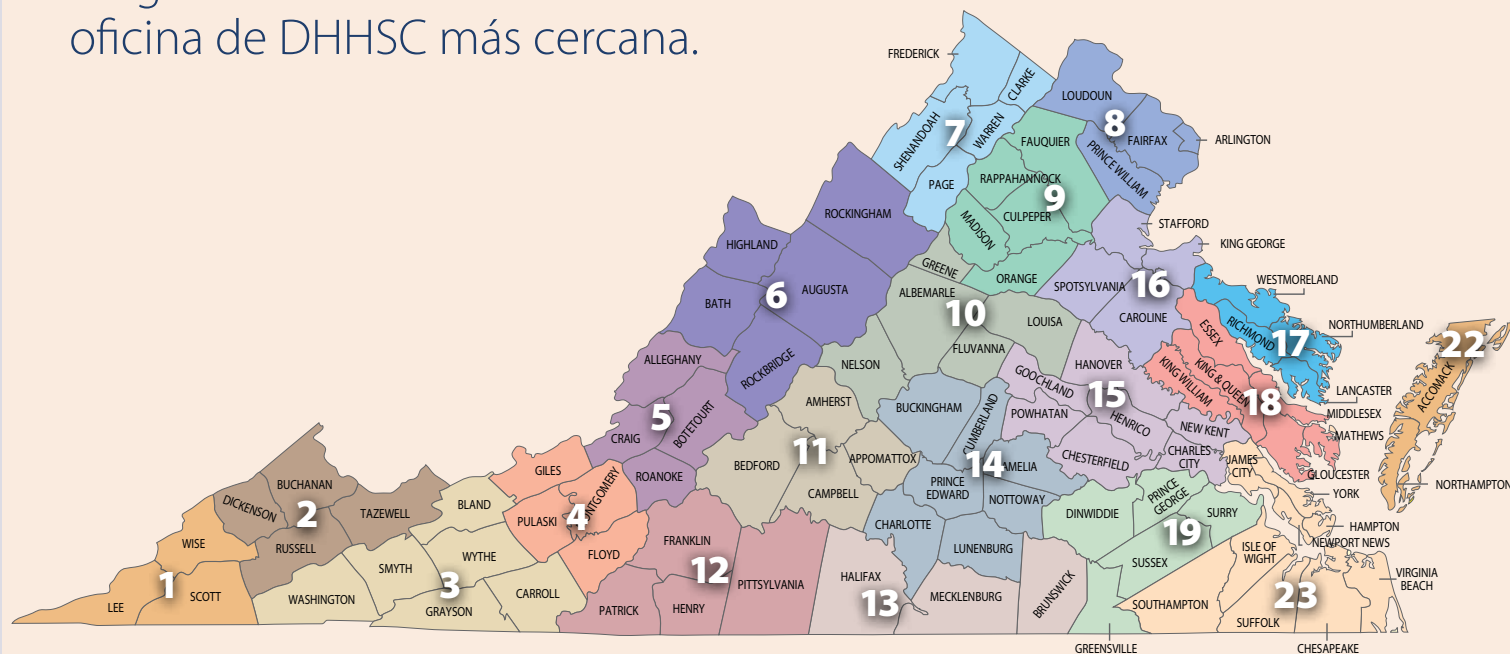 oficina de DHHSC más cercana.
FREDERICK
CLARKE
LOUDOUN
SHENANDOAH
7
WARREN
8
FAIRFAX
ARLINGTON
FAUQUIER
PRINCE WILLIAM
PAGE
RAPPAHANNOCK
9
ROCKINGHAM
CULPEPER
MADISON
STAFFORD
HIGHLAND
KING GEORGE
GREENE
ORANGE
WESTMORELAND
BATH
6
AUGUSTA
ALBEMARLE
10
SPOTSYLVANIA
16
LOUISA
CAROLINE
RICHMOND
17
NORTHUMBERLAND
ESSEX
22
ALLEGHANY
ROCKBRIDGE
NELSON
FLUVANNA
HANOVER
KING & QUEEN
KING WILLIAM
GOOCHLAND
15
ACCOMACK
LANCASTER
AMHERST
BUCKINGHAM
CUMBERLAND
POWHATAN
18
MIDDLESEX
5
BOTETOURT
CRAIG
HENRICO
NEW KENT
MATHEWS
11
APPOMATTOX
CHESTERFIELD
CHARLES
CITY
JAMES
CITY
GILES
ROANOKE
BEDFORD
14
AMELIA
GLOUCESTER
BUCHANAN
MONTGOMERY
CAMPBELL
PRINCE
EDWARD
NOTTOWAY
PRINCE
GEORGE
YORK
NORTHAMPTON
DICKENSON
2
TAZEWELL
BLAND
PULASKI
4
CHARLOTTE
DINWIDDIE
SURRY
19
HAMPTON
WISE
RUSSELL
WYTHE
FLOYD
FRANKLIN
LUNENBURG
NEWPORT NEWS
ISLE OF
WIGHT
SMYTH
12
SUSSEX
1
SCOTT
3
HALIFAX
VIRGINIA
BEACH
LEE
WASHINGTON
GRAYSON
CARROLL
PATRICK
HENRY
PITTSYLVANIA
13
MECKLENBURG
BRUNSWICK
SOUTHAMPTON
23
SUFFOLK
GREENSVILLE
CHESAPEAKE